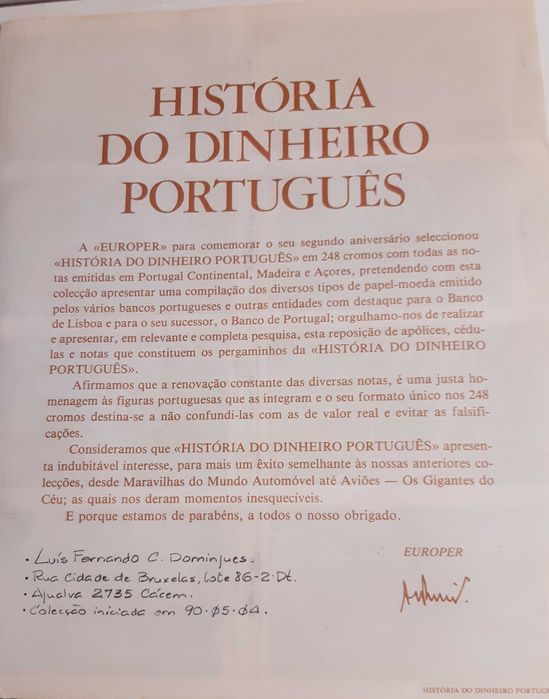 HISTÓRIA
DO DINHEIRO
PORTUGUÊS
A «EUROPER» para comemorar o seu segundo aniversário seleccionou
«HISTÓRIA DO DINHEIRO PORTUGUÊS» em 248 cromos com todas as no-
tas emitidas em Portugal Continental, Madeira e Açores, pretendendo com esta
colecção apresentar uma compilação dos diversos tipos de papel-moeda emitido
pelos vários bancos portugueses e outras entidades com destaque para o Banco
de Lisboa e para o seu sucessor, o Banco de Portugal; orgulhamo-nos de realizar
e apresentar, em relevante e completa pesquisa, esta reposição de apólices, cédu-
las e notas que constituem os pergaminhos da «HISTÓRIA DO DINHEIRO
PORTUGUÊS».
Afirmamos que a renovação constante das diversas notas, é uma justa ho-
menagem às figuras portuguesas que as integram e o seu formato único nos 248
cromos destina-se a não confundi-las com as de valor real e evitar as falsifi-
cações.
Consideramos que «HISTÓRIA DO DINHEIRO PORTUGUÊS» apresen-
ta indubitável interesse, para mais um êxito semelhante às nossas anteriores co-
lecções, desde Maravilhas do Mundo Automóvel até Aviões — Os Gigantes do
Céu; as quais nos deram momentos inesquecíveis.
E porque estamos de parabéns, a todos o nosso obrigado.
EUROPER
• Luís Fernando C. Domingues.
• Rua Cidade de Bruxelas, lote 86-2-Dt.
• Agualva 2735 Cácem.
• Colecção iniciada em 90-05-04.
HISTÓRIA DO DINHEIRO PORTUGU